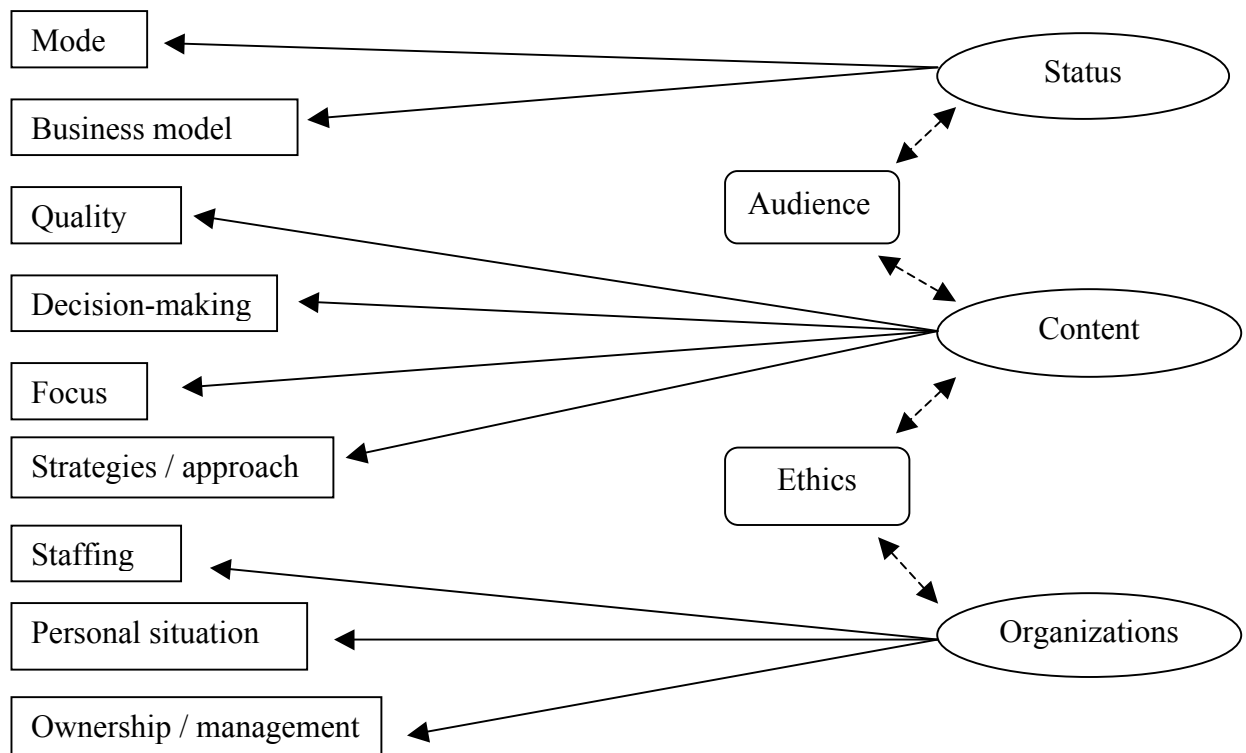 Mode
Status
Business model
Audience
Quality
Decision-making
Content
Focus
Strategies / approach
Ethics
Staffing
Personal situation
Organizations
Ownership / management